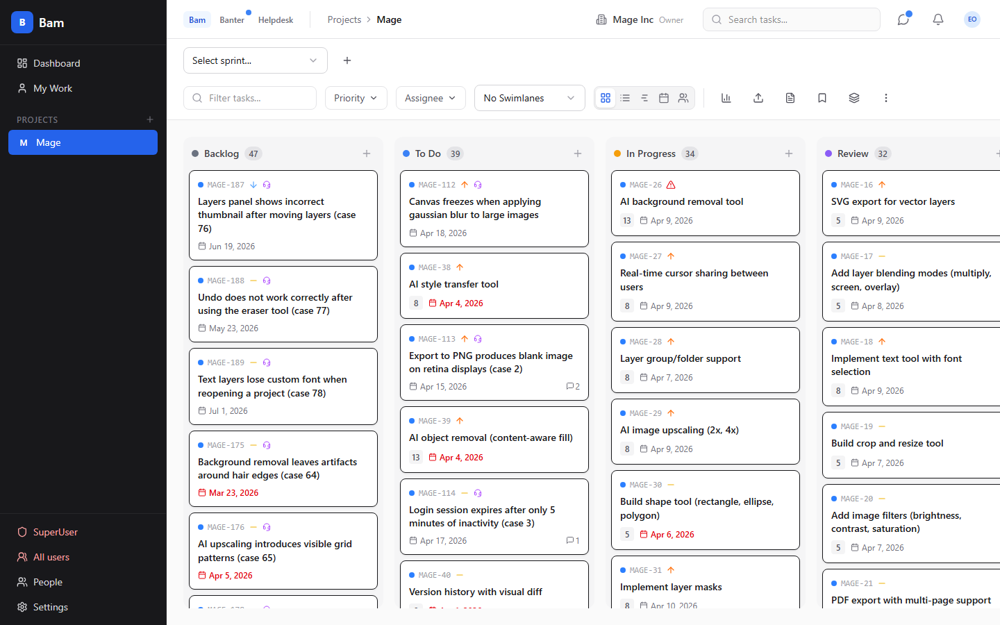 B Bam
Dashboard
My Work
PROJECTS
M Mage
SuperUser
All users
People
Settings
Bam Banter Helpdesk Projects > Mage Mage Inc Owner Search tasks... EO
Select sprint...
Filter tasks... Priority Assignee No Swimlanes
Backlog 47
MAGE-187
Layers panel shows incorrect
thumbnail after moving layers (case
76)
Jun 19, 2026
MAGE-188
Undo does not work correctly after
using the eraser tool (case 77)
May 23, 2026
MAGE-189
Text layers lose custom font when
reopening a project (case 78)
Jul 1, 2026
MAGE-175
Background removal leaves artifacts
around hair edges (case 64)
Mar 23, 2026
MAGE-176
AI upscaling introduces visible grid
patterns (case 65)
Apr 5, 2026
To Do 39
MAGE-112
Canvas freezes when applying
gaussian blur to large images
Apr 18, 2026
MAGE-38
AI style transfer tool
8 Apr 4, 2026
MAGE-113
Export to PNG produces blank image
on retina displays (case 2)
Apr 15, 2026 2
MAGE-39
AI object removal (content-aware fill)
13 Apr 4, 2026
MAGE-114
Login session expires after only 5
minutes of inactivity (case 3)
Apr 17, 2026 1
MAGE-40
Version history with visual diff
In Progress 34
MAGE-26
AI background removal tool
13 Apr 9, 2026
MAGE-27
Real-time cursor sharing between
users
8 Apr 9, 2026
MAGE-28
Layer group/folder support
8 Apr 7, 2026
MAGE-29
AI image upscaling (2x, 4x)
8 Apr 9, 2026
MAGE-30
Build shape tool (rectangle, ellipse,
polygon)
5 Apr 6, 2026
MAGE-31
Implement layer masks
8 Apr 10, 2026
Review 32
MAGE-16
SVG export for vector layers
5 Apr 9, 2026
MAGE-17
Add layer blending modes (multiply,
screen, overlay)
5 Apr 8, 2026
MAGE-18
Implement text tool with font
selection
8 Apr 9, 2026
MAGE-19
Build crop and resize tool
5 Apr 7, 2026
MAGE-20
Add image filters (brightness,
contrast, saturation)
5 Apr 7, 2026
MAGE-21
PDF export with multi-page support